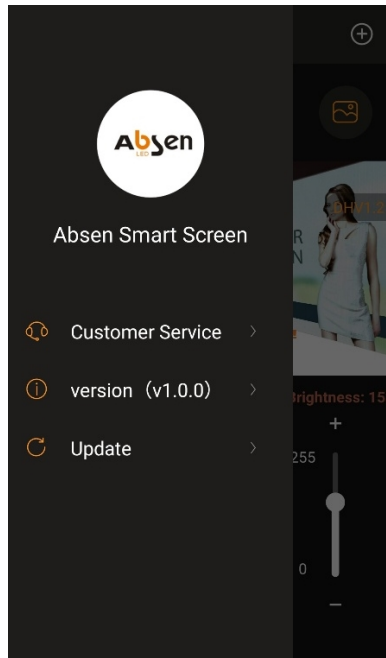 Absen
LED
Absen Smart Screen
Customer Service
version（v1.0.0）
Update
Brightness: 15
+
255
0
−